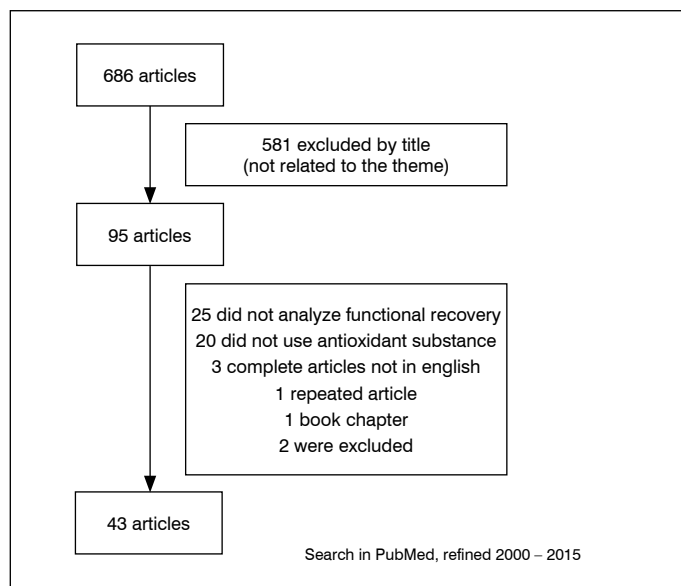 686 articles
581 excluded by title
(not related to the theme)
95 articles
25 did not analyze functional recovery
20 did not use antioxidant substance
3 complete articles not in english
1 repeated article
1 book chapter
2 were excluded
43 articles
Search in PubMed, refined 2000 – 2015